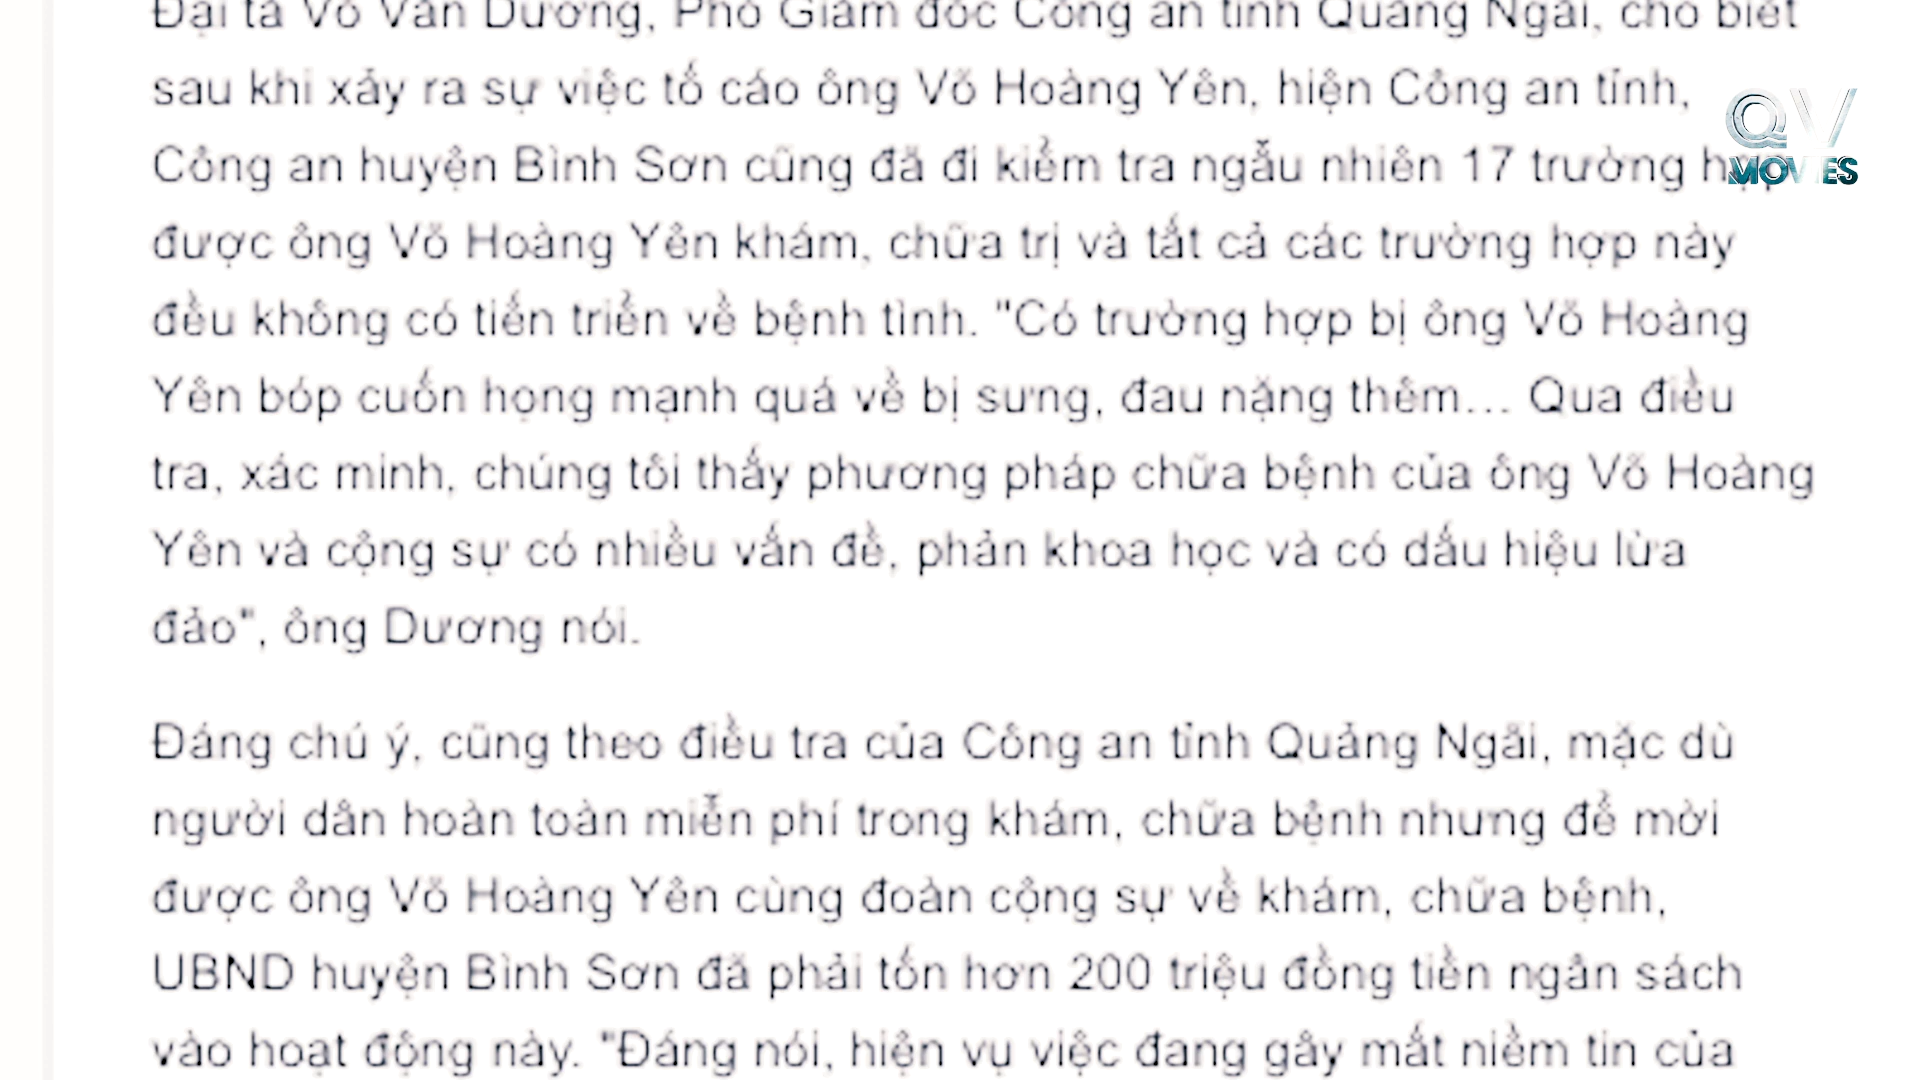 Đại tá Võ Văn Dương, Phó Giám đốc Công an tỉnh Quảng Ngãi, cho biết
sau khi xảy ra sự việc tố cáo ông Võ Hoàng Yên, hiện Công an tỉnh,
Công an huyện Bình Sơn cũng đã đi kiểm tra ngẫu nhiên 17 trường hợp
được ông Võ Hoàng Yên khám, chữa trị và tất cả các trường hợp này
đều không có tiến triển về bệnh tình. "Có trường hợp bị ông Võ Hoàng
Yên bóp cuống họng mạnh quá về bị sưng, đau nặng thêm... Qua điều
tra, xác minh, chúng tôi thấy phương pháp chữa bệnh của ông Võ Hoàng
Yên và cộng sự có nhiều vấn đề, phản khoa học và có dấu hiệu lừa
đảo", ông Dương nói.
Đáng chú ý, cũng theo điều tra của Công an tỉnh Quảng Ngãi, mặc dù
người dân hoàn toàn miễn phí trong khám, chữa bệnh nhưng để mời
được ông Võ Hoàng Yên cùng đoàn cộng sự về khám, chữa bệnh,
UBND huyện Bình Sơn đã phải tốn hơn 200 triệu đồng tiền ngân sách
vào hoạt động này. "Đáng nói, hiện vụ việc đang gây mất niềm tin của
QV
MOVIES